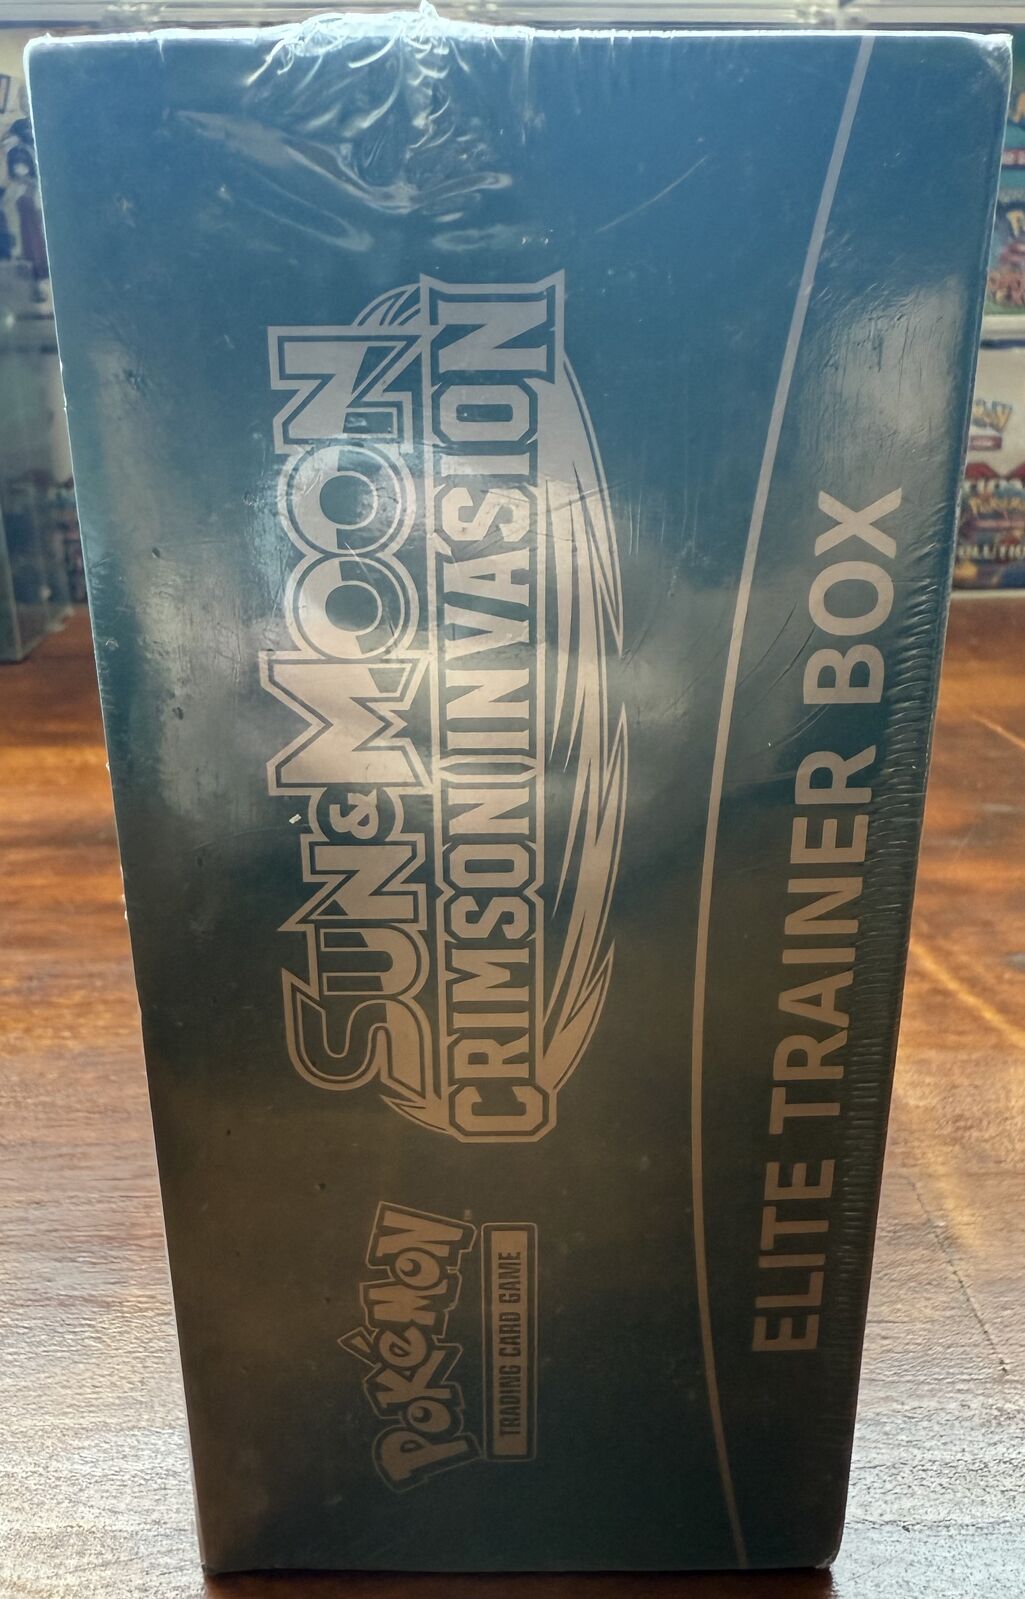 POKéMON
TRADING CARD GAME
SUN & MOON
CRIMSON INVASION
ELITE TRAINER BOX